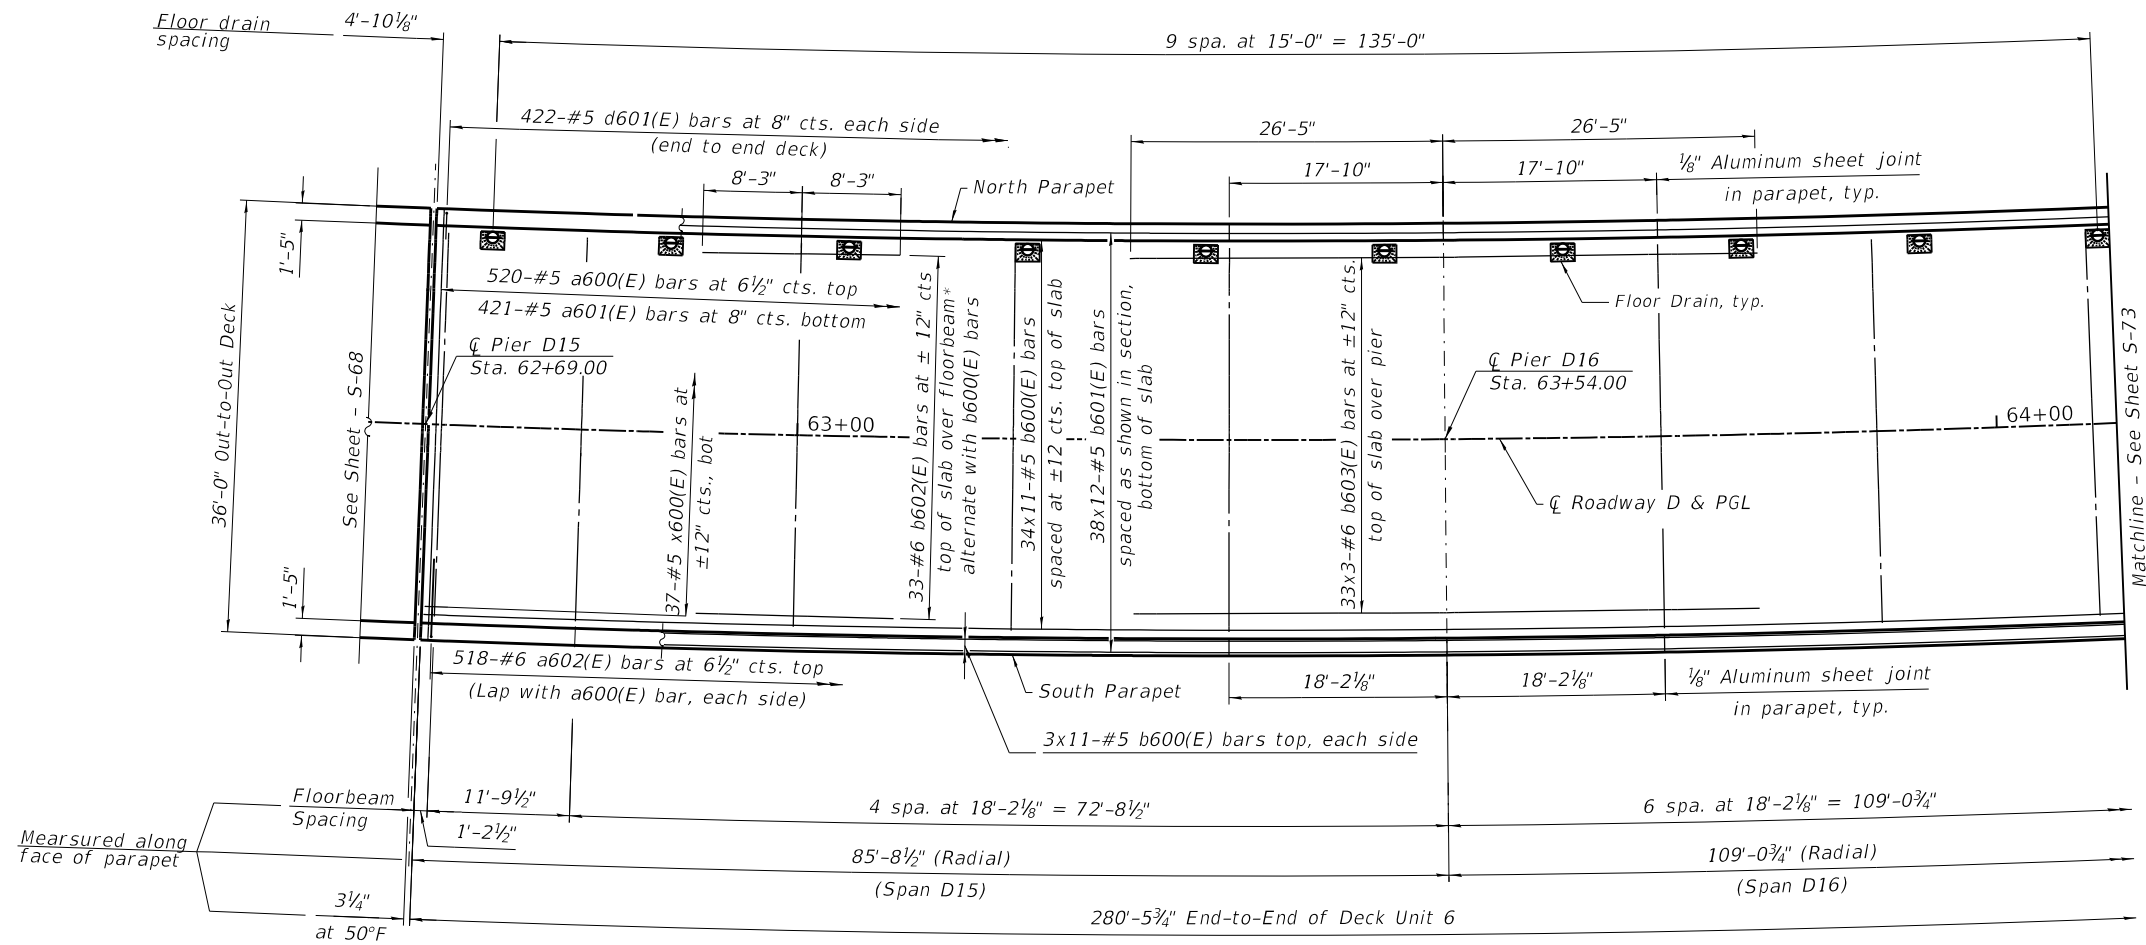 Floor drain
spacing
4'-10⅛"
9 spa. at 15'-0" = 135'-0"
422-#5 d601(E) bars at 8" cts. each side
(end to end deck)
26'-5"
26'-5"
8'-3"
8'-3"
North Parapet
17'-10"
17'-10"
⅛" Aluminum sheet joint
in parapet, typ.
1'-5"
36'-0" Out-to-Out Deck
1'-5"
See Sheet - S-68
520-#5 a600(E) bars at 6½" cts. top
421-#5 a601(E) bars at 8" cts. bottom
℄ Pier D15
Sta. 62+69.00
37-#5 x600(E) bars at
±12" cts., bot
63+00
33-#6 b602(E) bars at ± 12" cts
top of slab over floorbeam*
alternate with b600(E) bars
34x11-#5 b600(E) bars
spaced at ±12 cts. top of slab
38x12-#5 b601(E) bars
spaced as shown in section,
bottom of slab
33x3-#6 b603(E) bars at ±12" cts.
top of slab over pier
Floor Drain, typ.
℄ Pier D16
Sta. 63+54.00
64+00
℄ Roadway D & PGL
Matchline - See Sheet S-73
518-#6 a602(E) bars at 6½" cts. top
(Lap with a600(E) bar, each side)
South Parapet
18'-2⅛"
18'-2⅛"
⅛" Aluminum sheet joint
in parapet, typ.
3x11-#5 b600(E) bars top, each side
Floorbeam
Spacing
11'-9½"
4 spa. at 18'-2⅛" = 72'-8½"
6 spa. at 18'-2⅛" = 109'-0¾"
1'-2½"
Mearsured along
face of parapet
85'-8½" (Radial)
(Span D15)
109'-0¾" (Radial)
(Span D16)
3¼"
at 50°F
280'-5¾" End-to-End of Deck Unit 6